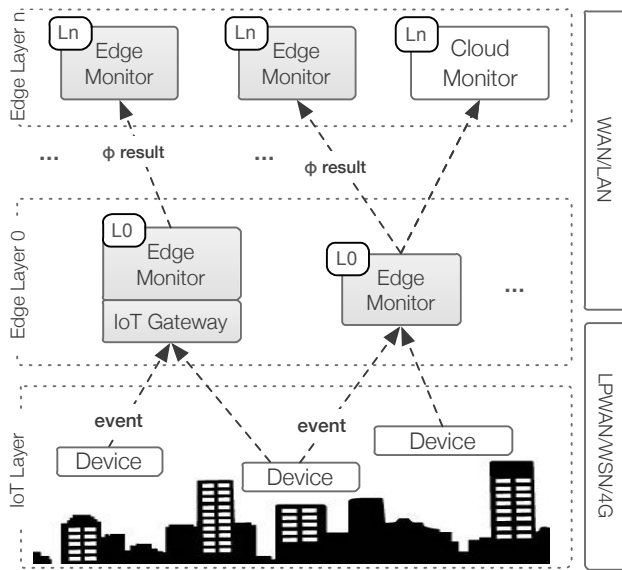 Edge Layer n
Ln
Edge
Monitor
Ln
Edge
Monitor
Ln
Cloud
Monitor
WAN/LAN
...
ф result
...
ф result
Edge Layer 0
L0
Edge
Monitor
IoT Gateway
L0
Edge
Monitor
...
IoT Layer
event
event
Device
Device
Device
LPWAN/WSN/4G